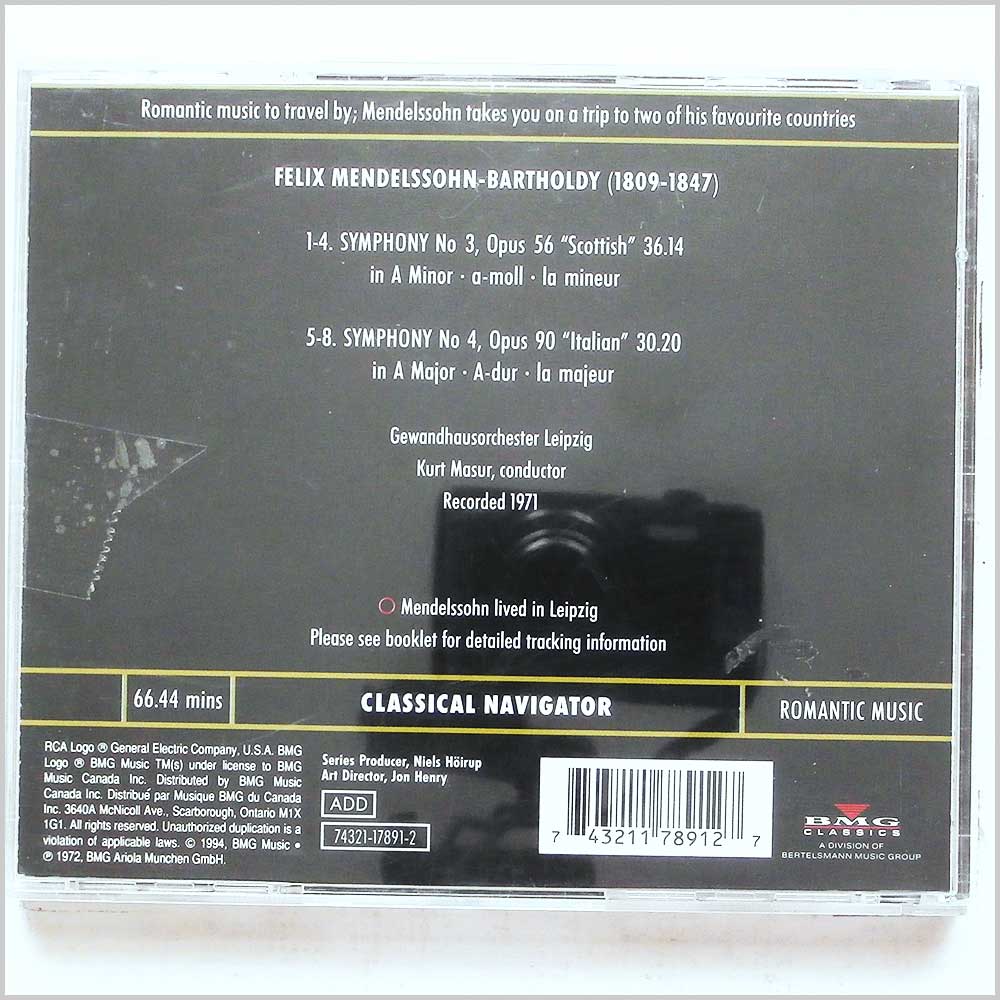 Romantic music to travel by; Mendelssohn takes you on a trip to two of his favourite countries
FELIX MENDELSSOHN-BARTHOLDY (1809-1847)
1-4. SYMPHONY No 3, Opus 56 “Scottish” 36.14
in A Minor · a-moll · la mineur
5-8. SYMPHONY No 4, Opus 90 “Italian” 30.20
in A Major · A-dur · la majeur
Gewandhausorchester Leipzig
Kurt Masur, conductor
Recorded 1971
Mendelssohn lived in Leipzig
Please see booklet for detailed tracking information
66.44 mins
CLASSICAL NAVIGATOR
ROMANTIC MUSIC
RCA Logo ® General Electric Company, U.S.A. BMG
Logo ® BMG Music TM(s) under license to BMG
Music Canada Inc. Distributed by BMG Music
Canada Inc. Distribué par Musique BMG du Canada
Inc. 3640A McNicoll Ave., Scarborough, Ontario M1X
1G1. All rights reserved. Unauthorized duplication is a
violation of applicable laws. © 1994, BMG Music •
℗ 1972, BMG Ariola Munchen GmbH.
Series Producer, Niels Höirup
Art Director, Jon Henry
ADD
74321-17891-2
7 43211 78912 7
BMG
CLASSICS
A DIVISION OF
BERTELSMANN MUSIC GROUP